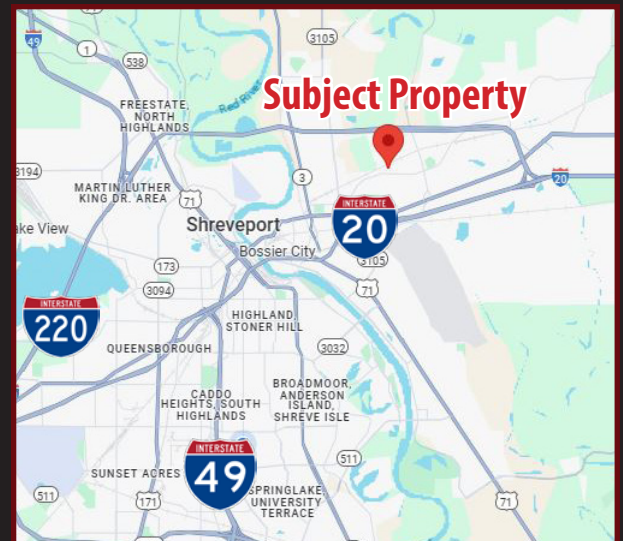 49
1
3105
538
FREESTATE,
NORTH
HIGHLANDS
Red River
Subject Property
3194
MARTIN LUTHER
KING DR. AREA
71
3
20
ke View
Shreveport
INTERSTATE
20
Bossier City
3105
173
3094
71
INTERSTATE
220
HIGHLAND,
STONER HILL
QUEENSBOROUGH
3032
CADDO
HEIGHTS, SOUTH
HIGHLANDS
BROADMOOR,
ANDERSON
ISLAND,
SHREVE ISLE
INTERSTATE
49
511
SUNSET ACRES
511
171
SPRINGLAKE,
UNIVERSITY
TERRACE
71